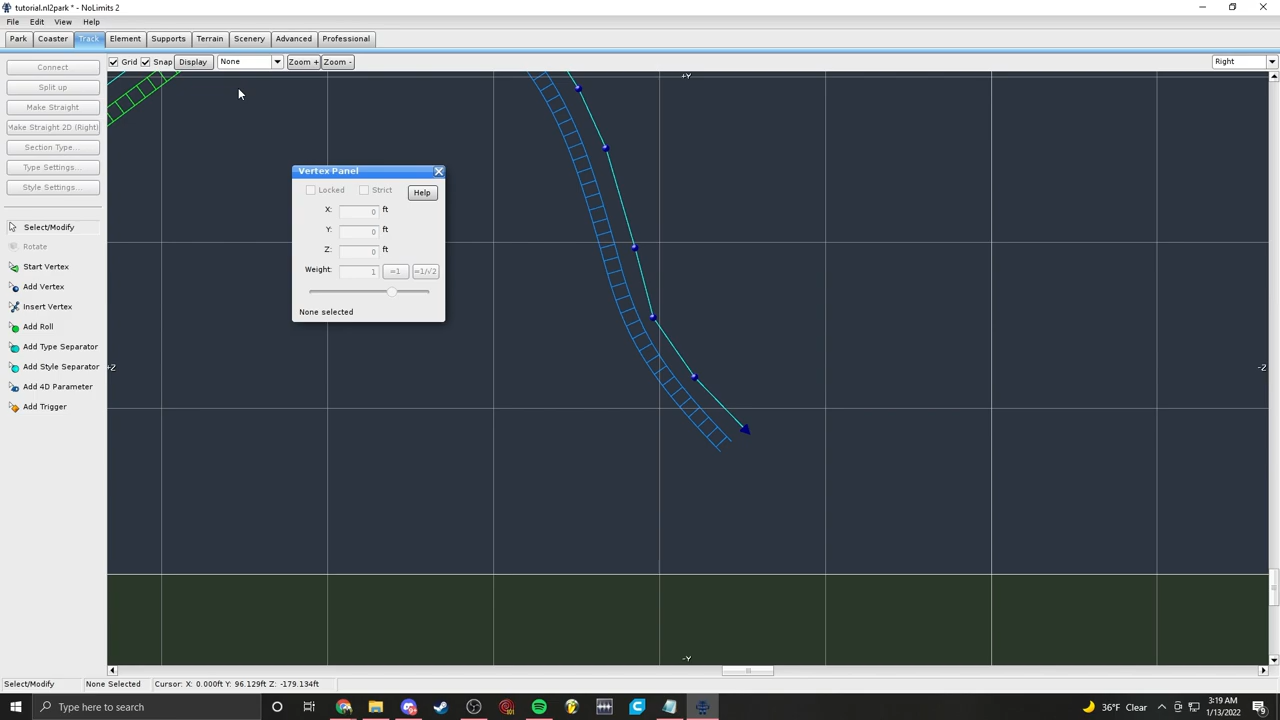 tutorial.nl2park * - NoLimits 2
File Edit View Help
Park Coaster Track Element Supports Terrain Scenery Advanced Professional
Grid Snap Display None Zoom + Zoom - Right
Connect
Split up
Make Straight
Make Straight 2D (Right)
Section Type...
Type Settings...
Style Settings...
Select/Modify
Rotate
Start Vertex
Add Vertex
Insert Vertex
Add Roll
Add Type Separator
Add Style Separator
Add 4D Parameter
Add Trigger
+Y
Vertex Panel
Locked Strict Help
X: 0 ft
Y: 0 ft
Z: 0 ft
Weight: 1 =1 =1/√2
None selected
+Z
-Z
-Y
Select/Modify None Selected Cursor: X: 0.000ft Y: 96.129ft Z: -179.134ft
Type here to search
36°F Clear
3:19 AM
1/13/2022